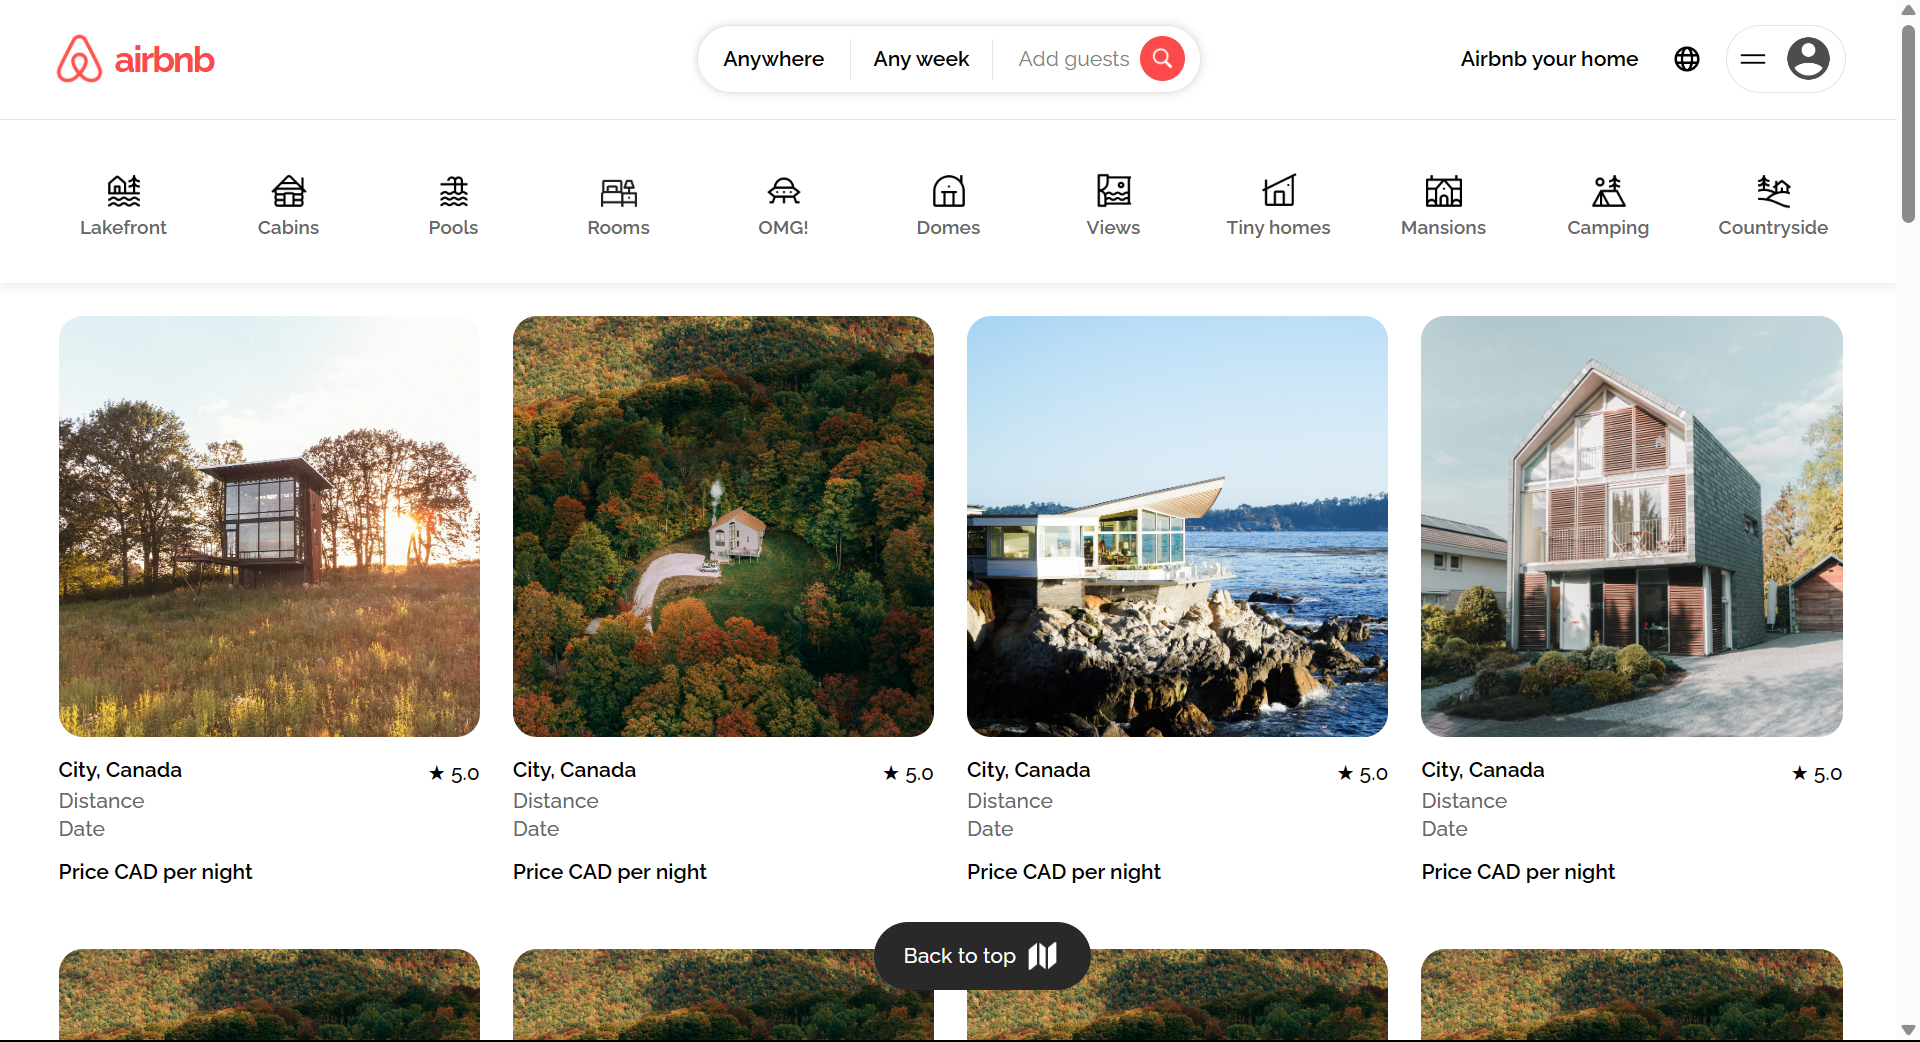 airbnb
Anywhere Any week Add guests
Airbnb your home
Lakefront Cabins Pools Rooms OMG! Domes Views Tiny homes Mansions Camping Countryside
City, Canada ★ 5.0
Distance
Date
Price CAD per night
City, Canada ★ 5.0
Distance
Date
Price CAD per night
City, Canada ★ 5.0
Distance
Date
Price CAD per night
City, Canada ★ 5.0
Distance
Date
Price CAD per night
Back to top